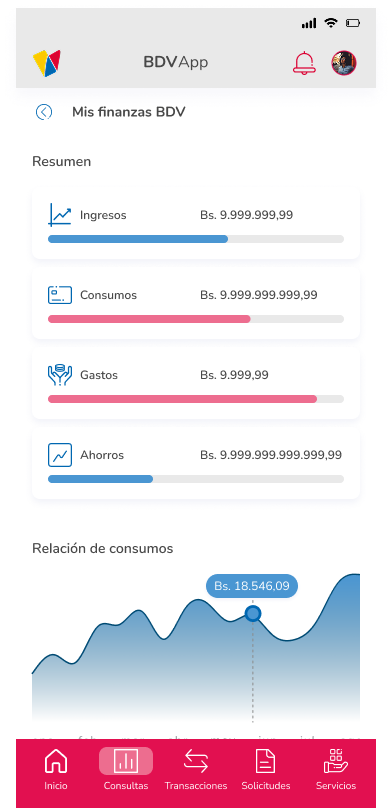 BDVApp
Mis finanzas BDV
Resumen
Ingresos Bs. 9.999.999,99
Consumos Bs. 9.999.999.999,99
Gastos Bs. 9.999,99
Ahorros Bs. 9.999.999.999.999,99
Relación de consumos
Bs. 18.546,09
Inicio Consultas Transacciones Solicitudes Servicios